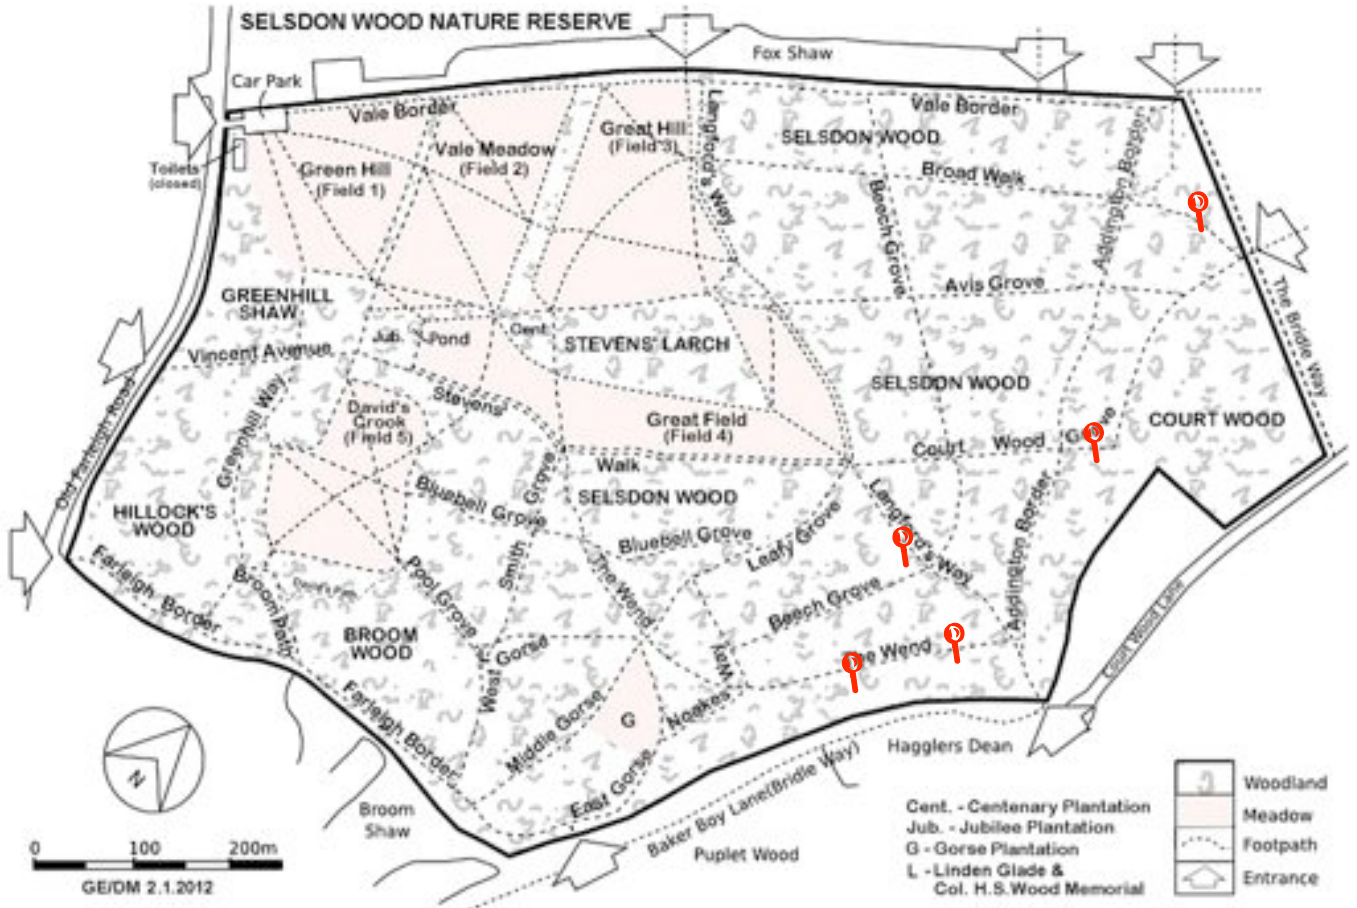 SELSDON WOOD NATURE RESERVE
Fox Shaw
Car Park
Vale Border
Vale Border
Toilets
(closed)
Green Hill
(Field 1)
Vale Meadow
(Field 2)
Great Hill
(Field 3)
Langford's Way
SELSDON WOOD
Broad Walk
Beech Grove
Addington Border
Avis Grove
The Bridle Way
GREENHILL
SHAW
Jub.
Pond
Cent.
STEVENS' LARCH
Vincent Avenue
SELSDON WOOD
Greenhill Way
Stevens'
David's
Crook
(Field 5)
Great Field
(Field 4)
COURT WOOD
Court Wood Grove
Old Farleigh Road
Walk
Bluebell Grove
Smith Grove
SELSDON WOOD
HILLOCK'S
WOOD
Bluebell Grove
Leafy Grove
Langford's Way
Addington Border
Farleigh Border
Broom Path
Pool Grove
The Wend
Beech Grove
Court Wood Lane
BROOM
WOOD
West Gorse
Way
The Wend
Farleigh Border
Middle Gorse
G
Noakes
East Gorse
Hagglers Dean
Baker Boy Lane(Bridle Way)
Puplet Wood
Broom
Shaw
N
0 100 200m
GE/DM 2.1.2012
Cent. - Centenary Plantation
Jub. - Jubilee Plantation
G - Gorse Plantation
L - Linden Glade &
Col. H.S.Wood Memorial
Woodland
Meadow
Footpath
Entrance